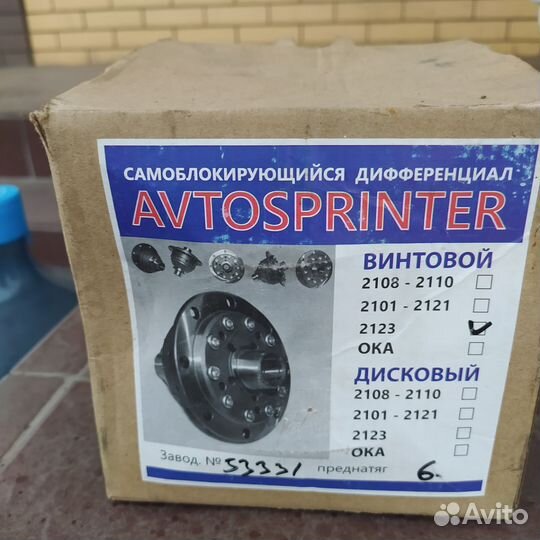 САМОБЛОКИРУЮЩИЙСЯ ДИФФЕРЕНЦИАЛ
AVTOSPRINTER
ВИНТОВОЙ
2108 - 2110
2101 - 2121
2123
ОКА
ДИСКОВЫЙ
2108 - 2110
2101 - 2121
2123
ОКА
Завод. № 53331 преднатяг 6
Avito